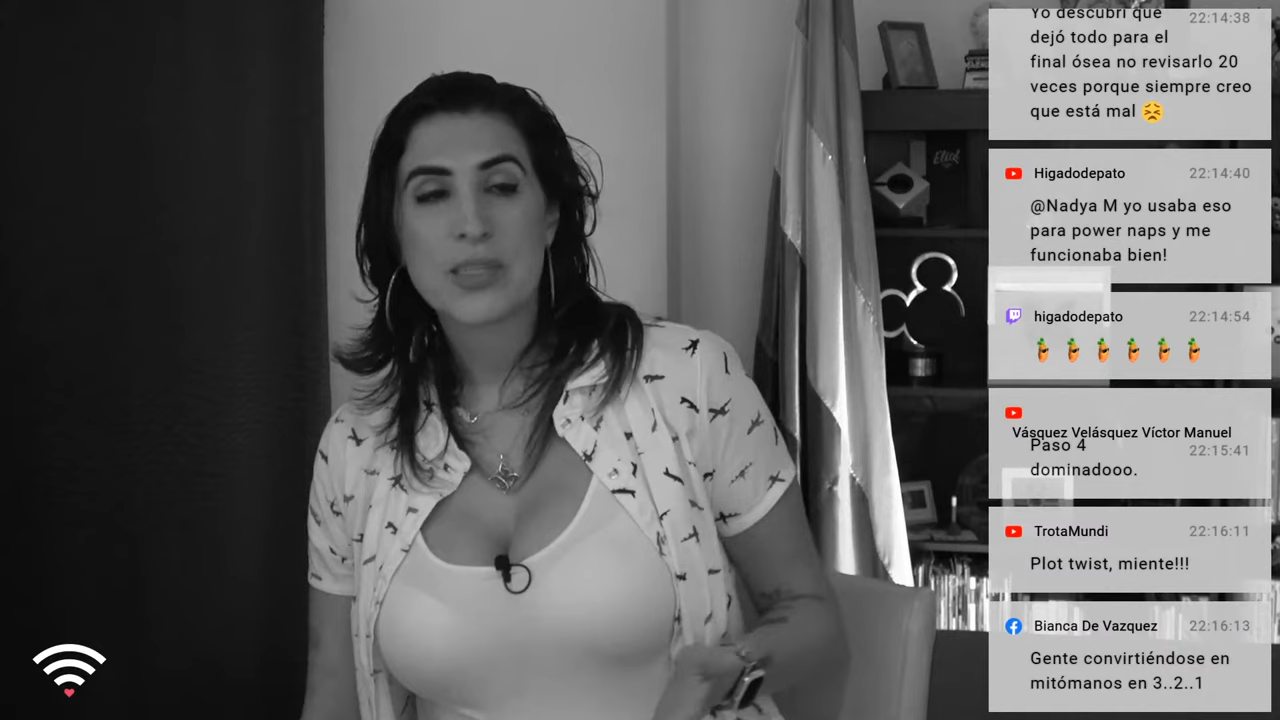 Yo descubrí que
22:14:38
dejó todo para el
final ósea no revisarlo 20
veces porque siempre creo
que está mal 😣
Higadodepato 22:14:40
@Nadya M yo usaba eso
para power naps y me
funcionaba bien!
higadodepato 22:14:54
Vásquez Velásquez Víctor Manuel
Paso 4
22:15:41
dominadooo.
TrotaMundi 22:16:11
Plot twist, miente!!!
Bianca De Vazquez 22:16:13
Gente convirtiéndose en
mitómanos en 3..2..1